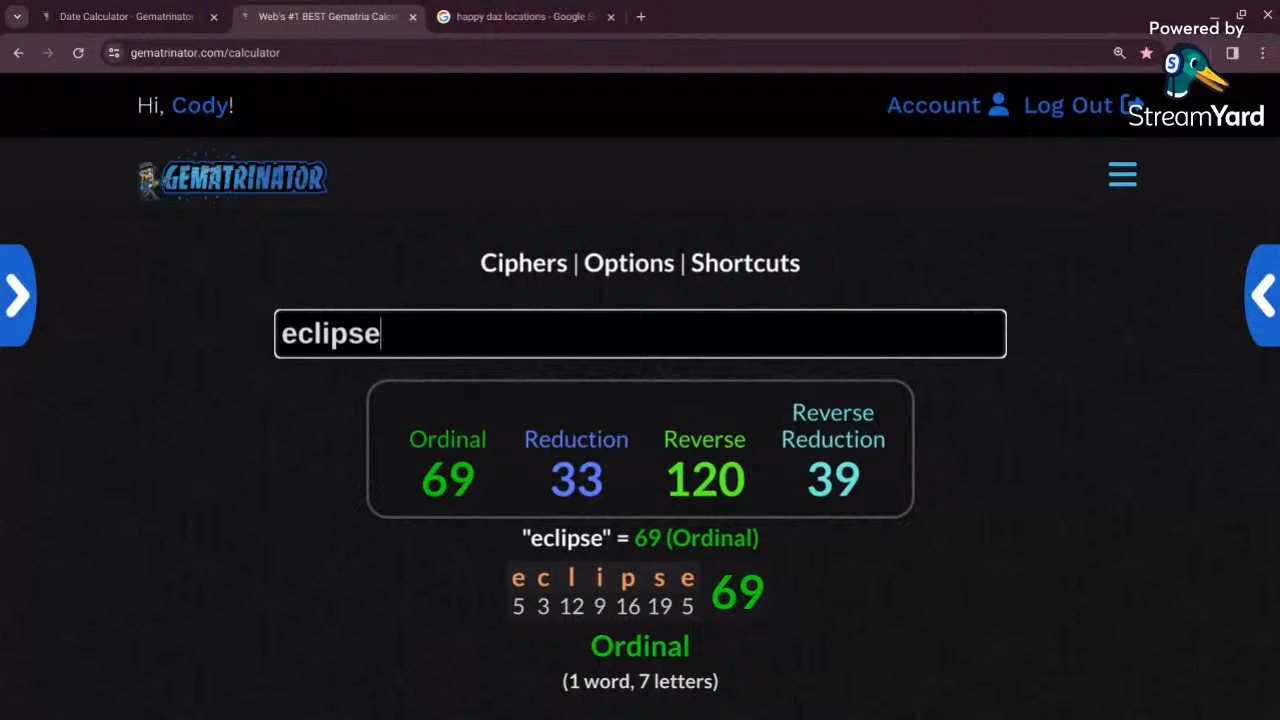 Date Calculator - Gematrinator
Web's #1 BEST Gematria Calcu
happy daz locations - Google S
Powered by
gematrinator.com/calculator
S
StreamYard
Hi, Cody!
Account
Log Out
GEMATRINATOR
Ciphers | Options | Shortcuts
eclipse
Ordinal Reduction Reverse Reverse Reduction
69 33 120 39
"eclipse" = 69 (Ordinal)
e c l i p s e
5 3 12 9 16 19 5
69
Ordinal
(1 word, 7 letters)